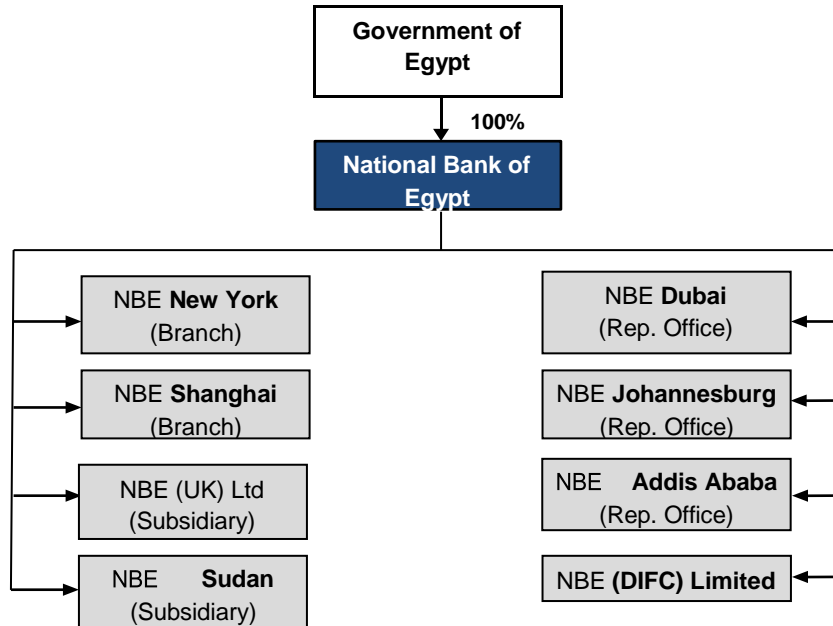 Government of
Egypt
100%
National Bank of
Egypt
NBE New York
(Branch)
NBE Shanghai
(Branch)
NBE (UK) Ltd
(Subsidiary)
NBE Sudan
(Subsidiary)
NBE Dubai
(Rep. Office)
NBE Johannesburg
(Rep. Office)
NBE Addis Ababa
(Rep. Office)
NBE (DIFC) Limited